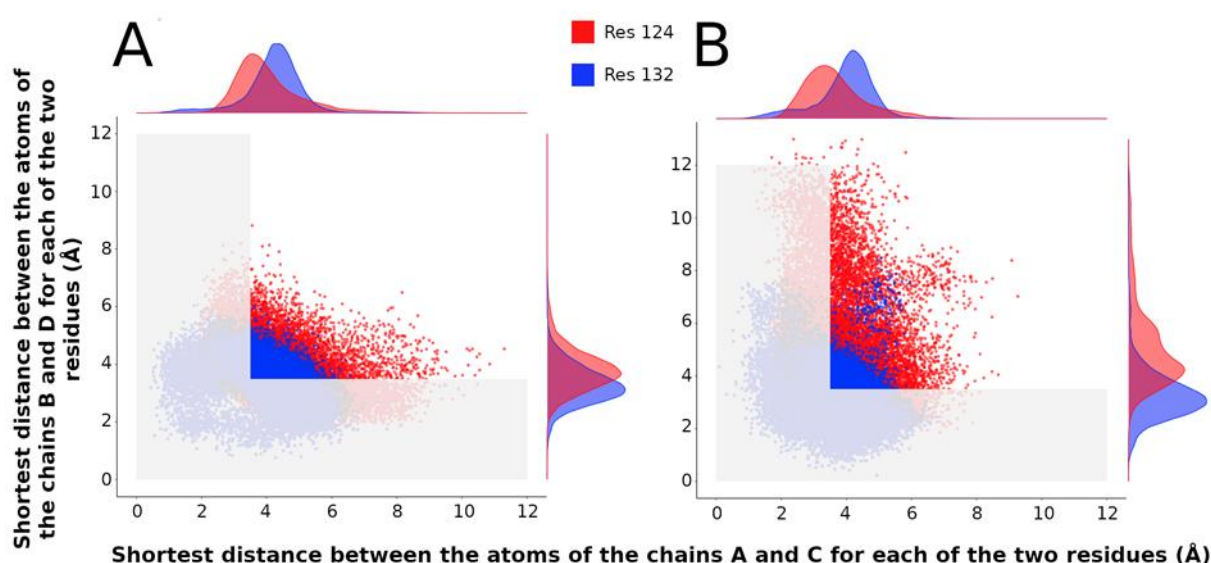 A
Res 124
Res 132
B
Shortest distance between the atoms of
the chains B and D for each of the two
residues (Å)
12
10
8
6
4
2
0
0 2 4 6 8 10 12
12
10
8
6
4
2
0
0 2 4 6 8 10 12
Shortest distance between the atoms of the chains A and C for each of the two residues (Å)